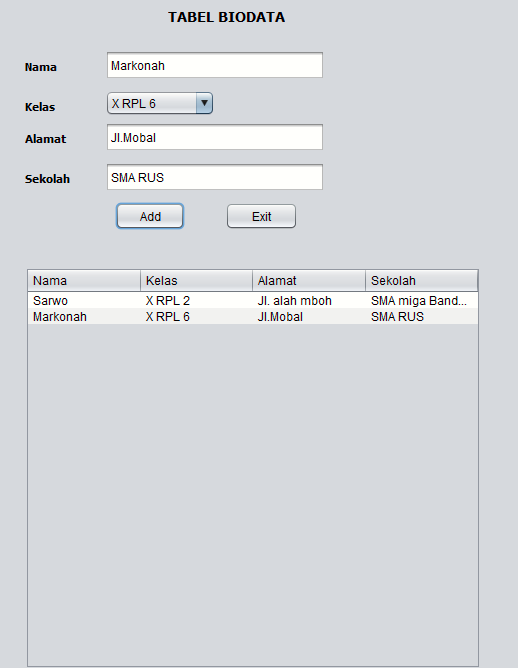 TABEL BIODATA
Nama Markonah
Kelas X RPL 6
Alamat Jl.Mobal
Sekolah SMA RUS
Add Exit
Nama Kelas Alamat Sekolah
Sarwo X RPL 2 Jl. alah mboh SMA miga Band...
Markonah X RPL 6 Jl.Mobal SMA RUS